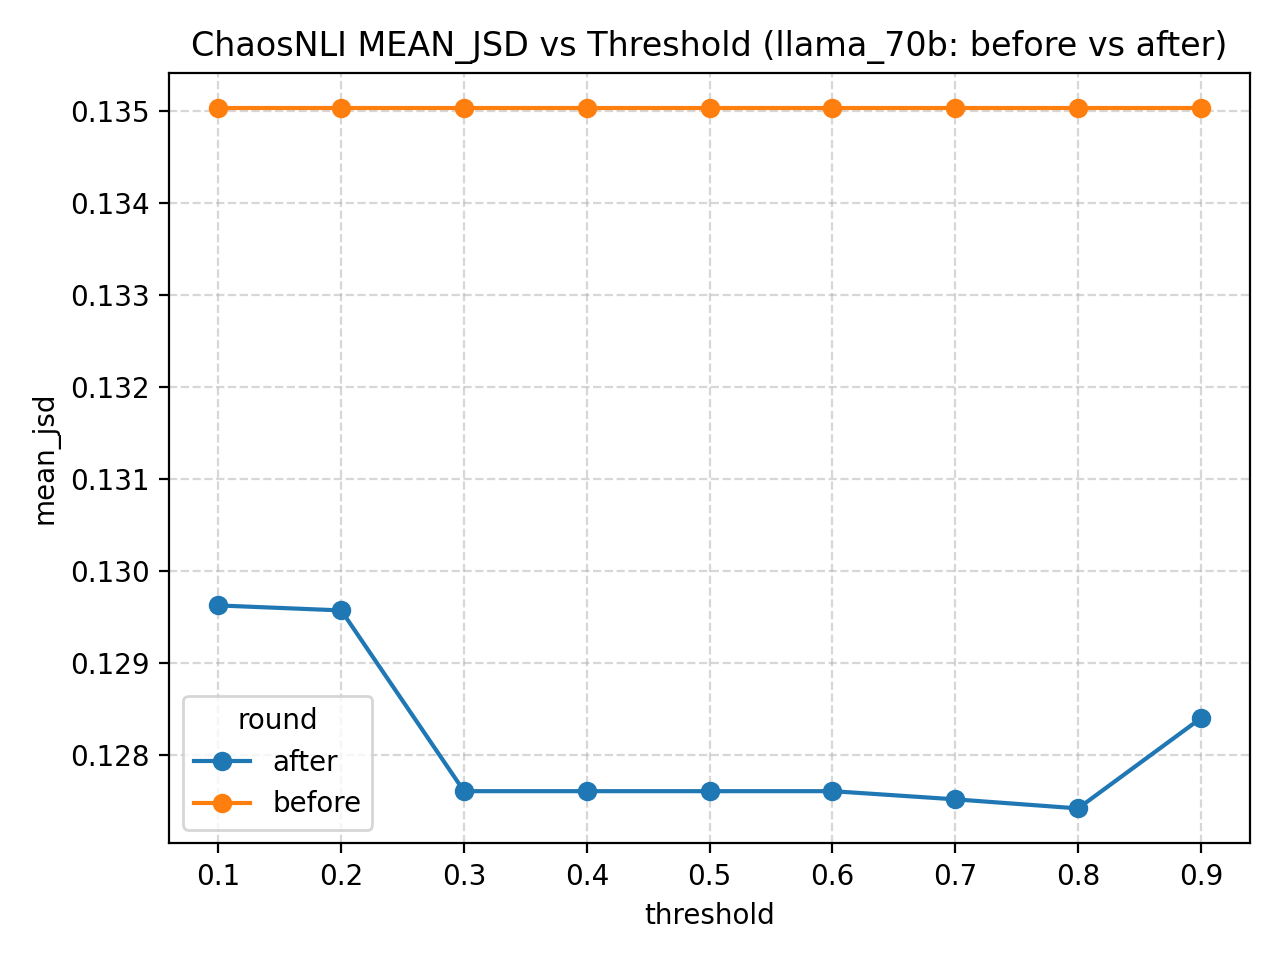 ChaosNLI MEAN_JSD vs Threshold (llama_70b: before vs after)
mean_jsd
0.135
0.134
0.133
0.132
0.131
0.130
0.129
0.128
round
after
before
0.1 0.2 0.3 0.4 0.5 0.6 0.7 0.8 0.9
threshold